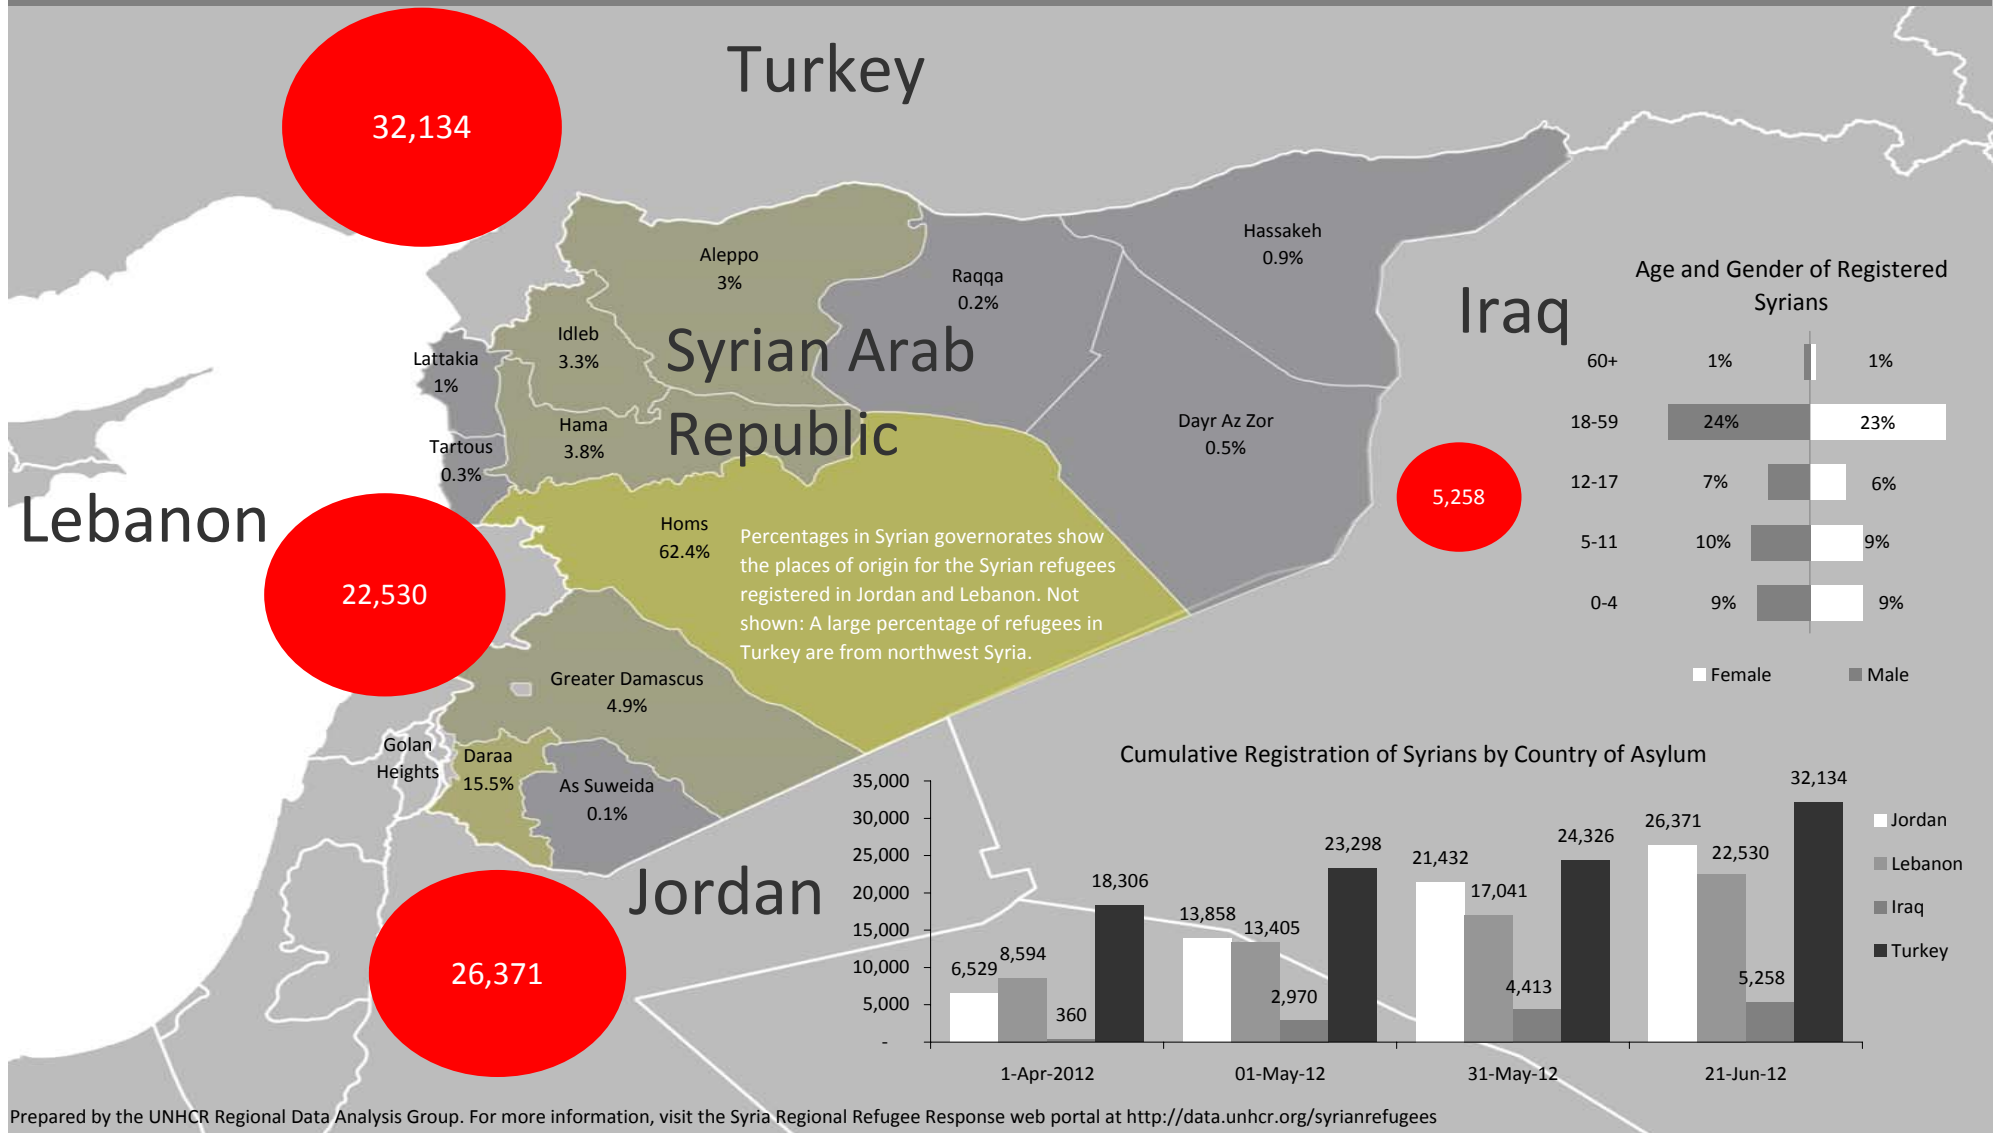 Turkey
32,134
Aleppo
3%
Raqqa
0.2%
Hassakeh
0.9%
Iraq
5,258
Idleb
3.3%
Syrian Arab
Republic
Lattakia
1%
Hama
3.8%
Tartous
0.3%
Dayr Az Zor
0.5%
Lebanon
22,530
Homs
62.4%
Percentages in Syrian governorates show
the places of origin for the Syrian refugees
registered in Jordan and Lebanon. Not
shown: A large percentage of refugees in
Turkey are from northwest Syria.
Greater Damascus
4.9%
Golan
Heights
Daraa
15.5%
As Suweida
0.1%
Jordan
26,371
Age and Gender of Registered
Syrians
60+ 1% 1%
18-59 24% 23%
12-17 7% 6%
5-11 10% 9%
0-4 9% 9%
Female Male
Cumulative Registration of Syrians by Country of Asylum
35,000
30,000
25,000
20,000
15,000
10,000
5,000
-
6,529
8,594
360
18,306
13,858
13,405
2,970
23,298
21,432
17,041
4,413
24,326
26,371
22,530
5,258
32,134
1-Apr-2012 01-May-12 31-May-12 21-Jun-12
Jordan
Lebanon
Iraq
Turkey
Prepared by the UNHCR Regional Data Analysis Group. For more information, visit the Syria Regional Refugee Response web portal at http://data.unhcr.org/syrianrefugees